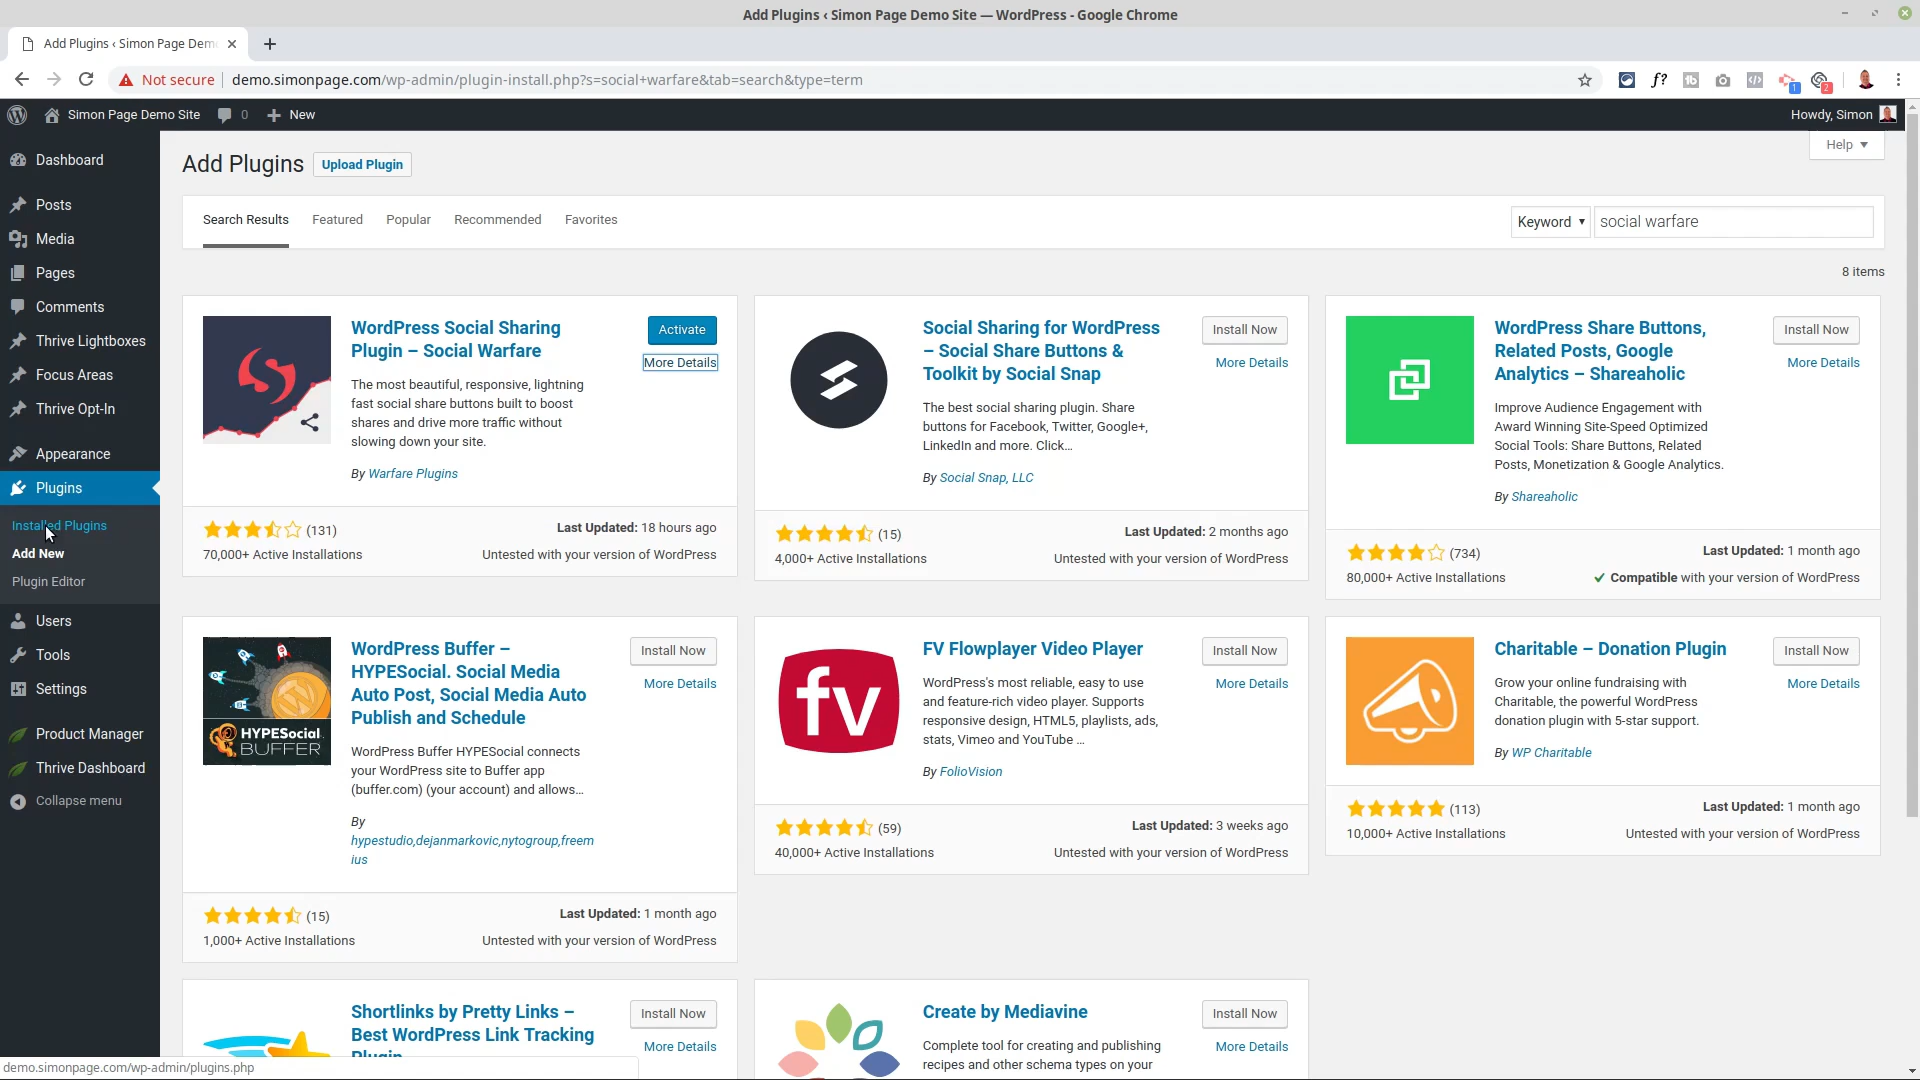 Add Plugins ‹ Simon Page Demo Site — WordPress - Google Chrome
Add Plugins ‹ Simon Page Dem
Not secure
demo.simonpage.com/wp-admin/plugin-install.php?s=social+warfare&tab=search&type=term
f?
1
2
Simon Page Demo Site
0
New
Howdy, Simon
Help
Dashboard
Posts
Media
Pages
Comments
Thrive Lightboxes
Focus Areas
Thrive Opt-In
Appearance
Plugins
Installed Plugins
Add New
Plugin Editor
Users
Tools
Settings
Product Manager
Thrive Dashboard
Collapse menu
Add Plugins
Upload Plugin
Search Results
Featured
Popular
Recommended
Favorites
Keyword
social warfare
8 items
WordPress Social Sharing
Plugin – Social Warfare
Activate
More Details
The most beautiful, responsive, lightning
fast social share buttons built to boost
shares and drive more traffic without
slowing down your site.
By Warfare Plugins
(131)
70,000+ Active Installations
Last Updated: 18 hours ago
Untested with your version of WordPress
Social Sharing for WordPress
– Social Share Buttons &
Toolkit by Social Snap
Install Now
More Details
The best social sharing plugin. Share
buttons for Facebook, Twitter, Google+,
LinkedIn and more. Click…
By Social Snap, LLC
(15)
4,000+ Active Installations
Last Updated: 2 months ago
Untested with your version of WordPress
WordPress Share Buttons,
Related Posts, Google
Analytics – Shareaholic
Install Now
More Details
Improve Audience Engagement with
Award Winning Site-Speed Optimized
Social Tools: Share Buttons, Related
Posts, Monetization & Google Analytics.
By Shareaholic
(734)
80,000+ Active Installations
Last Updated: 1 month ago
Compatible with your version of WordPress
HYPESocial
BUFFER
WordPress Buffer –
HYPESocial. Social Media
Auto Post, Social Media Auto
Publish and Schedule
Install Now
More Details
WordPress Buffer HYPESocial connects
your WordPress site to Buffer app
(buffer.com) (your account) and allows…
By
hypestudio,dejanmarkovic,nytogroup,freem
ius
(15)
1,000+ Active Installations
Last Updated: 1 month ago
Untested with your version of WordPress
fv
FV Flowplayer Video Player
Install Now
More Details
WordPress's most reliable, easy to use
and feature-rich video player. Supports
responsive design, HTML5, playlists, ads,
stats, Vimeo and YouTube …
By FolioVision
(59)
40,000+ Active Installations
Last Updated: 3 weeks ago
Untested with your version of WordPress
Charitable – Donation Plugin
Install Now
More Details
Grow your online fundraising with
Charitable, the powerful WordPress
donation plugin with 5-star support.
By WP Charitable
(113)
10,000+ Active Installations
Last Updated: 1 month ago
Untested with your version of WordPress
Shortlinks by Pretty Links –
Best WordPress Link Tracking
Plugin
Install Now
More Details
Create by Mediavine
Install Now
More Details
Complete tool for creating and publishing
recipes and other schema types on your
demo.simonpage.com/wp-admin/plugins.php